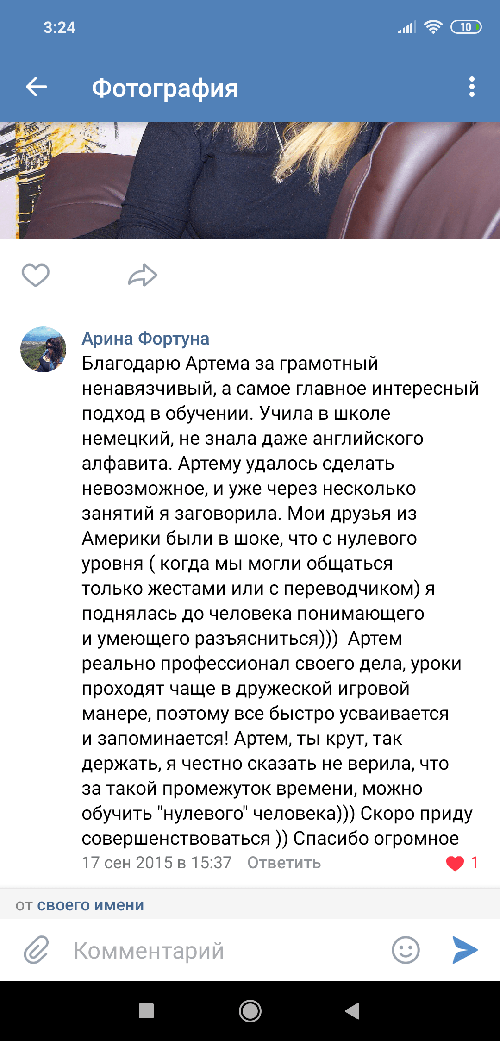 3:24
10
Фотография
Арина Фортуна
Благодарю Артема за грамотный
ненавязчивый, а самое главное интересный
подход в обучении. Учила в школе
немецкий, не знала даже английского
алфавита. Артему удалось сделать
невозможное, и уже через несколько
занятий я заговорила. Мои друзья из
Америки были в шоке, что с нулевого
уровня ( когда мы могли общаться
только жестами или с переводчиком) я
поднялась до человека понимающего
и умеющего разъясниться))) Артем
реально профессионал своего дела, уроки
проходят чаще в дружеской игровой
манере, поэтому все быстро усваивается
и запоминается! Артем, ты крут, так
держать, я честно сказать не верила, что
за такой промежуток времени, можно
обучить "нулевого" человека))) Скоро приду
совершенствоваться )) Спасибо огромное
17 сен 2015 в 15:37 Ответить 1
от своего имени
Комментарий